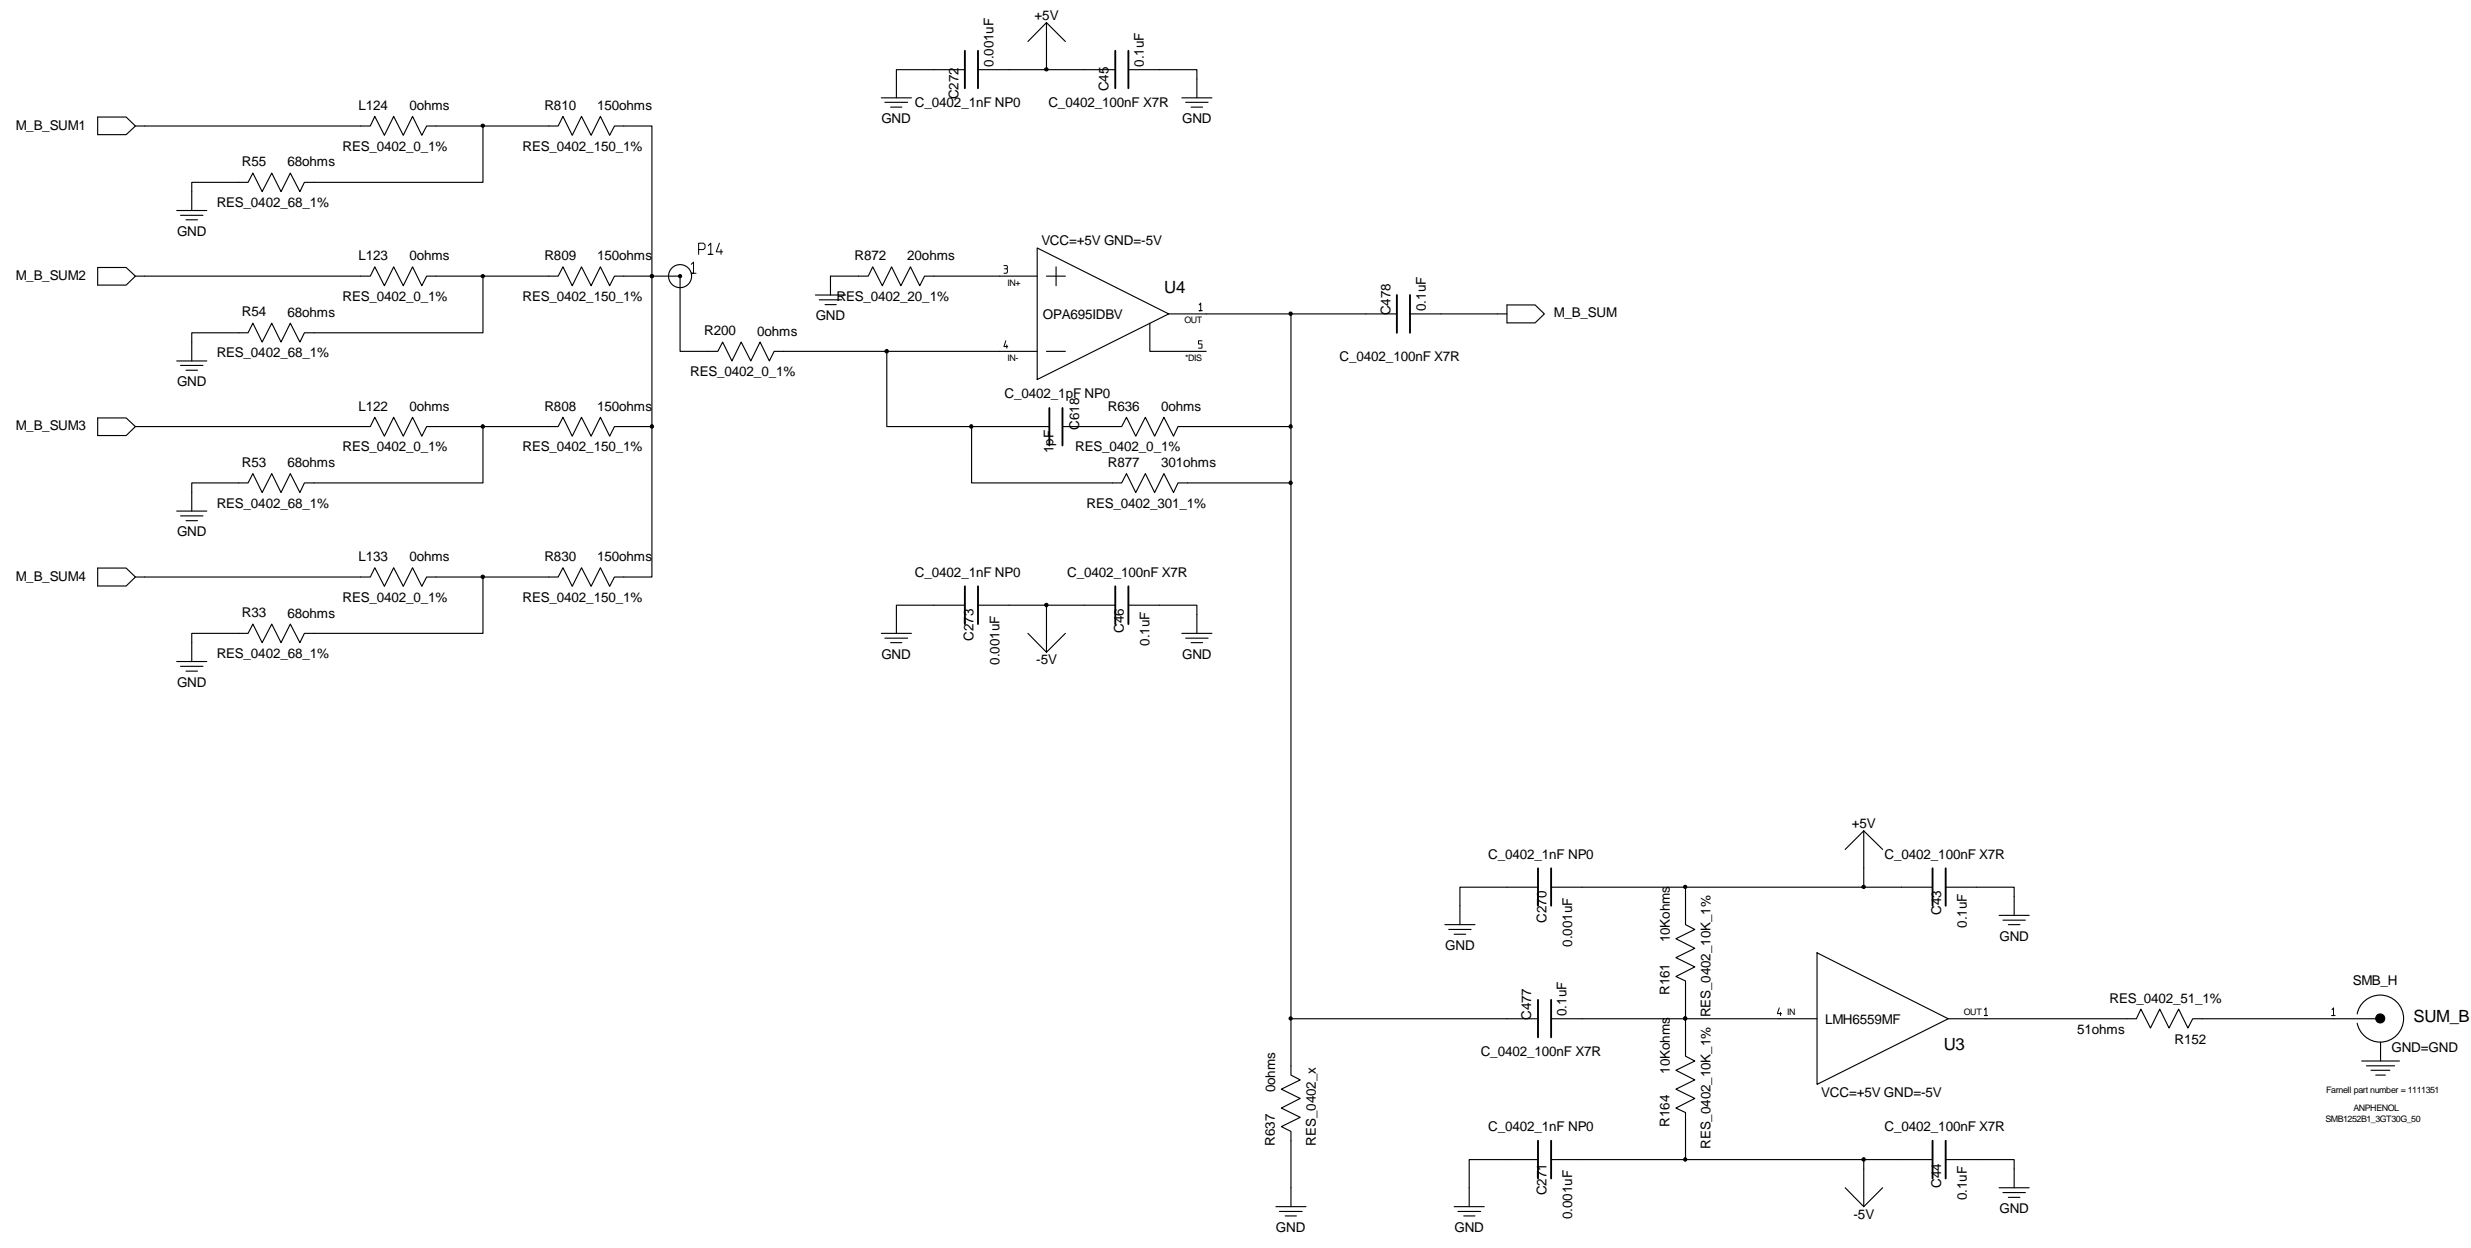 +5V
0.001uF
C272
C_0402_1nF NP0
0.1uF
C45
C_0402_100nF X7R
GND
GND
M_B_SUM1
L124 0ohms
RES_0402_0_1%
R810 150ohms
RES_0402_150_1%
R55 68ohms
RES_0402_68_1%
GND
M_B_SUM2
L123 0ohms
RES_0402_0_1%
R809 150ohms
RES_0402_150_1%
R54 68ohms
RES_0402_68_1%
GND
P14
1
M_B_SUM3
L122 0ohms
RES_0402_0_1%
R808 150ohms
RES_0402_150_1%
R53 68ohms
RES_0402_68_1%
GND
M_B_SUM4
L133 0ohms
RES_0402_0_1%
R830 150ohms
RES_0402_150_1%
R33 68ohms
RES_0402_68_1%
GND
R872 20ohms
RES_0402_20_1%
GND
R200 0ohms
RES_0402_0_1%
VCC=+5V GND=-5V
U4
OPA695IDBV
3
IN+
4
IN-
1
OUT
5
*DIS
C_0402_1pF NP0
C618
1pF
R636 0ohms
RES_0402_0_1%
R877 301ohms
RES_0402_301_1%
C478
0.1uF
C_0402_100nF X7R
M_B_SUM
C_0402_1nF NP0
C273
0.001uF
C_0402_100nF X7R
C46
0.1uF
-5V
GND
GND
C_0402_1nF NP0
C270
0.001uF
GND
+5V
C_0402_100nF X7R
C43
0.1uF
GND
10Kohms
R161
RES_0402_10K_1%
C477
0.1uF
C_0402_100nF X7R
10Kohms
R164
RES_0402_10K_1%
4 IN
LMH6559MF
OUT 1
U3
VCC=+5V GND=-5V
RES_0402_51_1%
51ohms
R152
SMB_H
1
SUM_B
GND=GND
Farnell part number = 1111351
ANPHENOL
SMB1252B1_3GT30G_50
0ohms
R637
RES_0402_x
GND
C_0402_1nF NP0
C271
0.001uF
GND
C_0402_100nF X7R
C44
0.1uF
-5V
GND